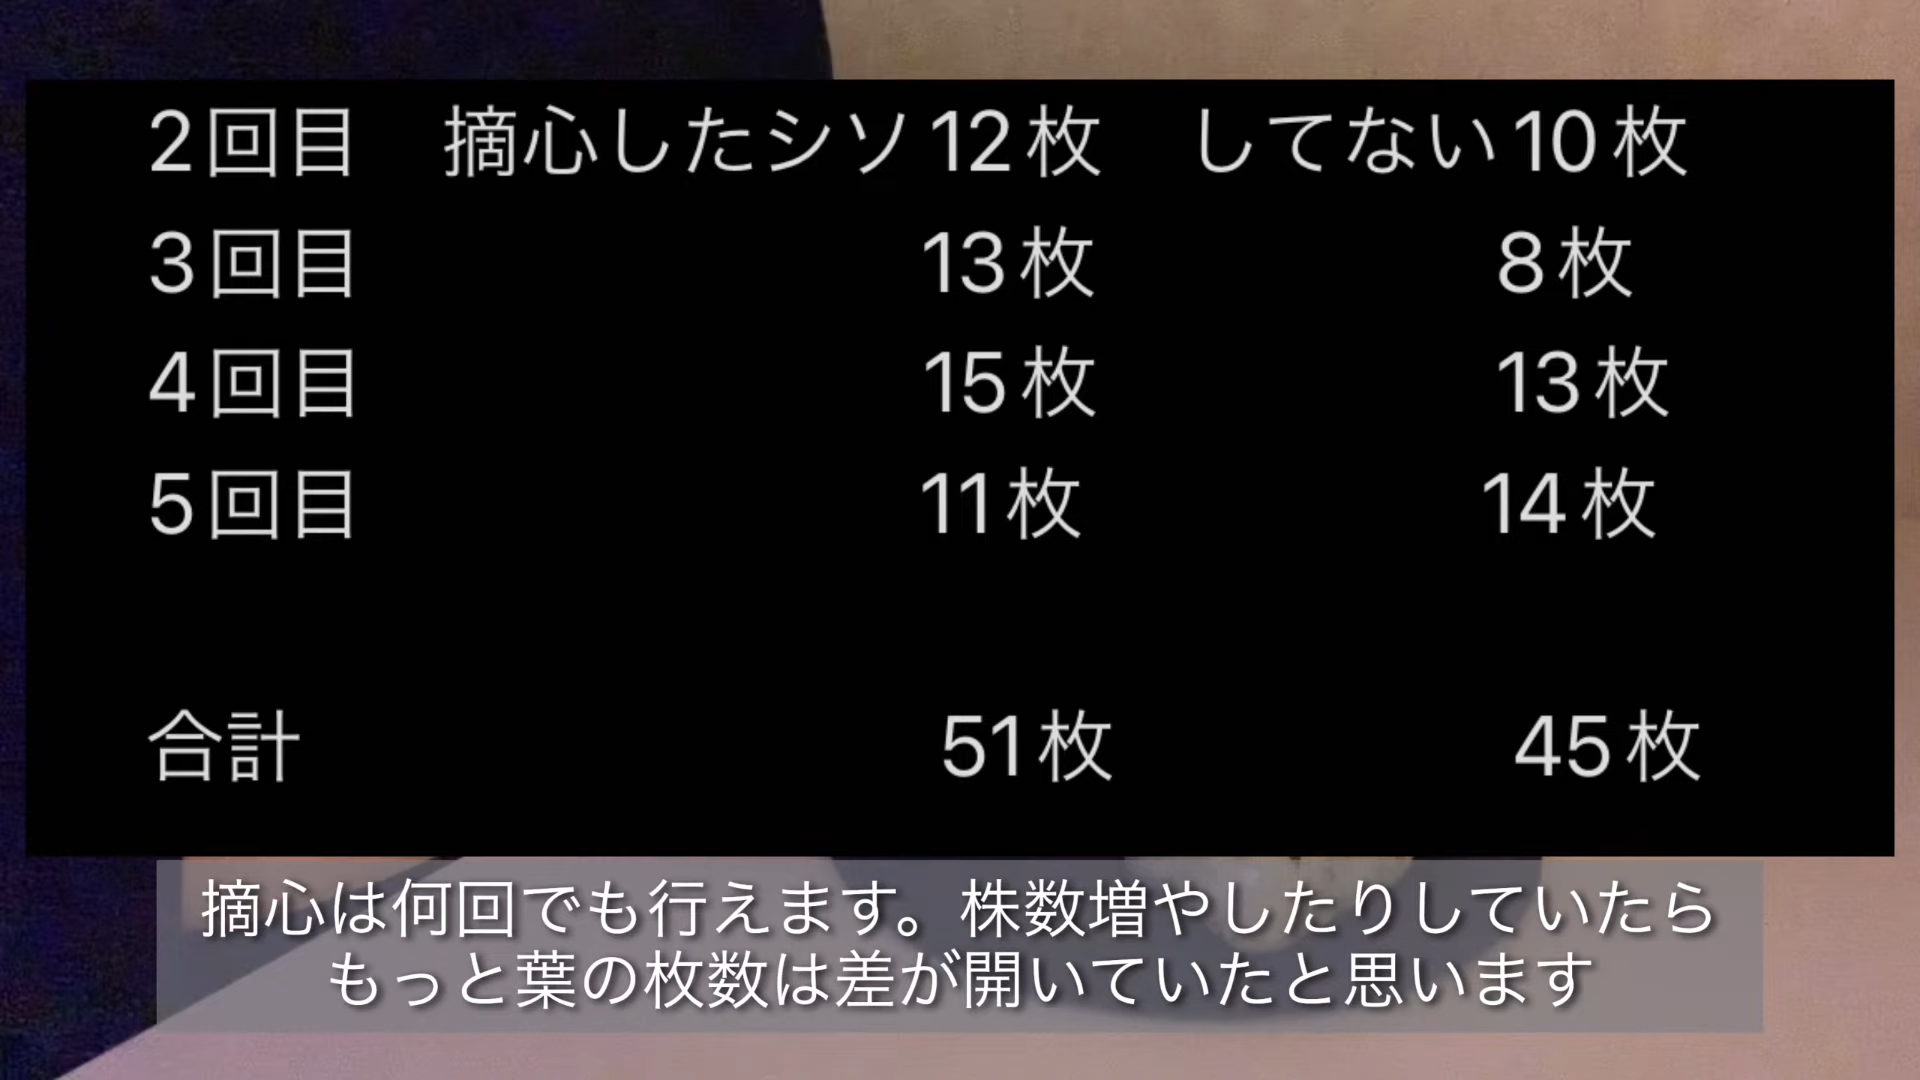 2回目 摘心したシソ12枚 してない10枚
3回目 13枚 8枚
4回目 15枚 13枚
5回目 11枚 14枚
合計 51枚 45枚
摘心は何回でも行えます。株数増やしたりしていたら
もっと葉の枚数は差が開いていたと思います